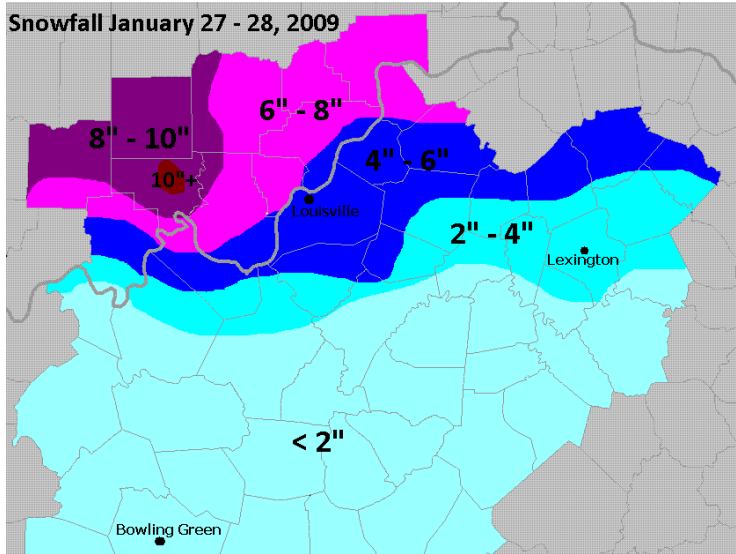 Snowfall January 27 - 28, 2009
6" - 8"
8" - 10"
4" - 6"
10"+
Louisville
2" - 4"
Lexington
< 2"
Bowling Green